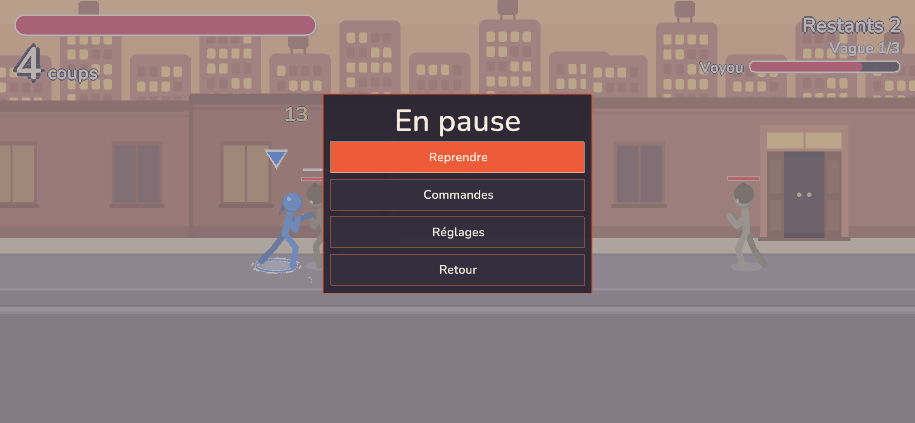 Restants 2
4 coups
Vague 1/3
Voyou
13
En pause
Reprendre
Commandes
Réglages
Retour